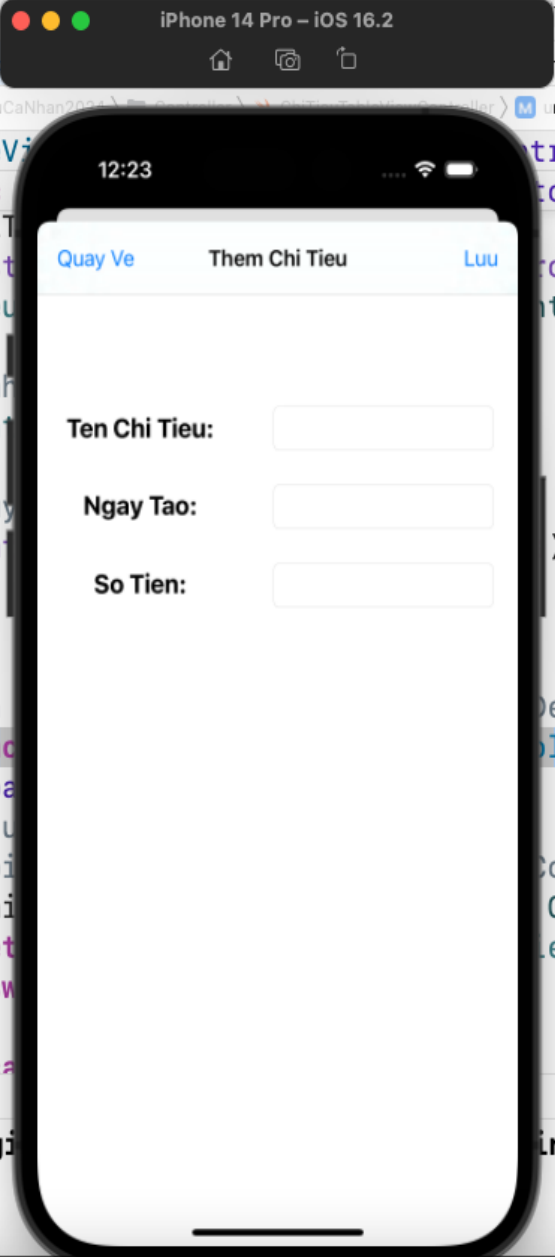 iPhone 14 Pro – iOS 16.2
12:23
Quay Ve Them Chi Tieu Luu
Ten Chi Tieu:
Ngay Tao:
So Tien: